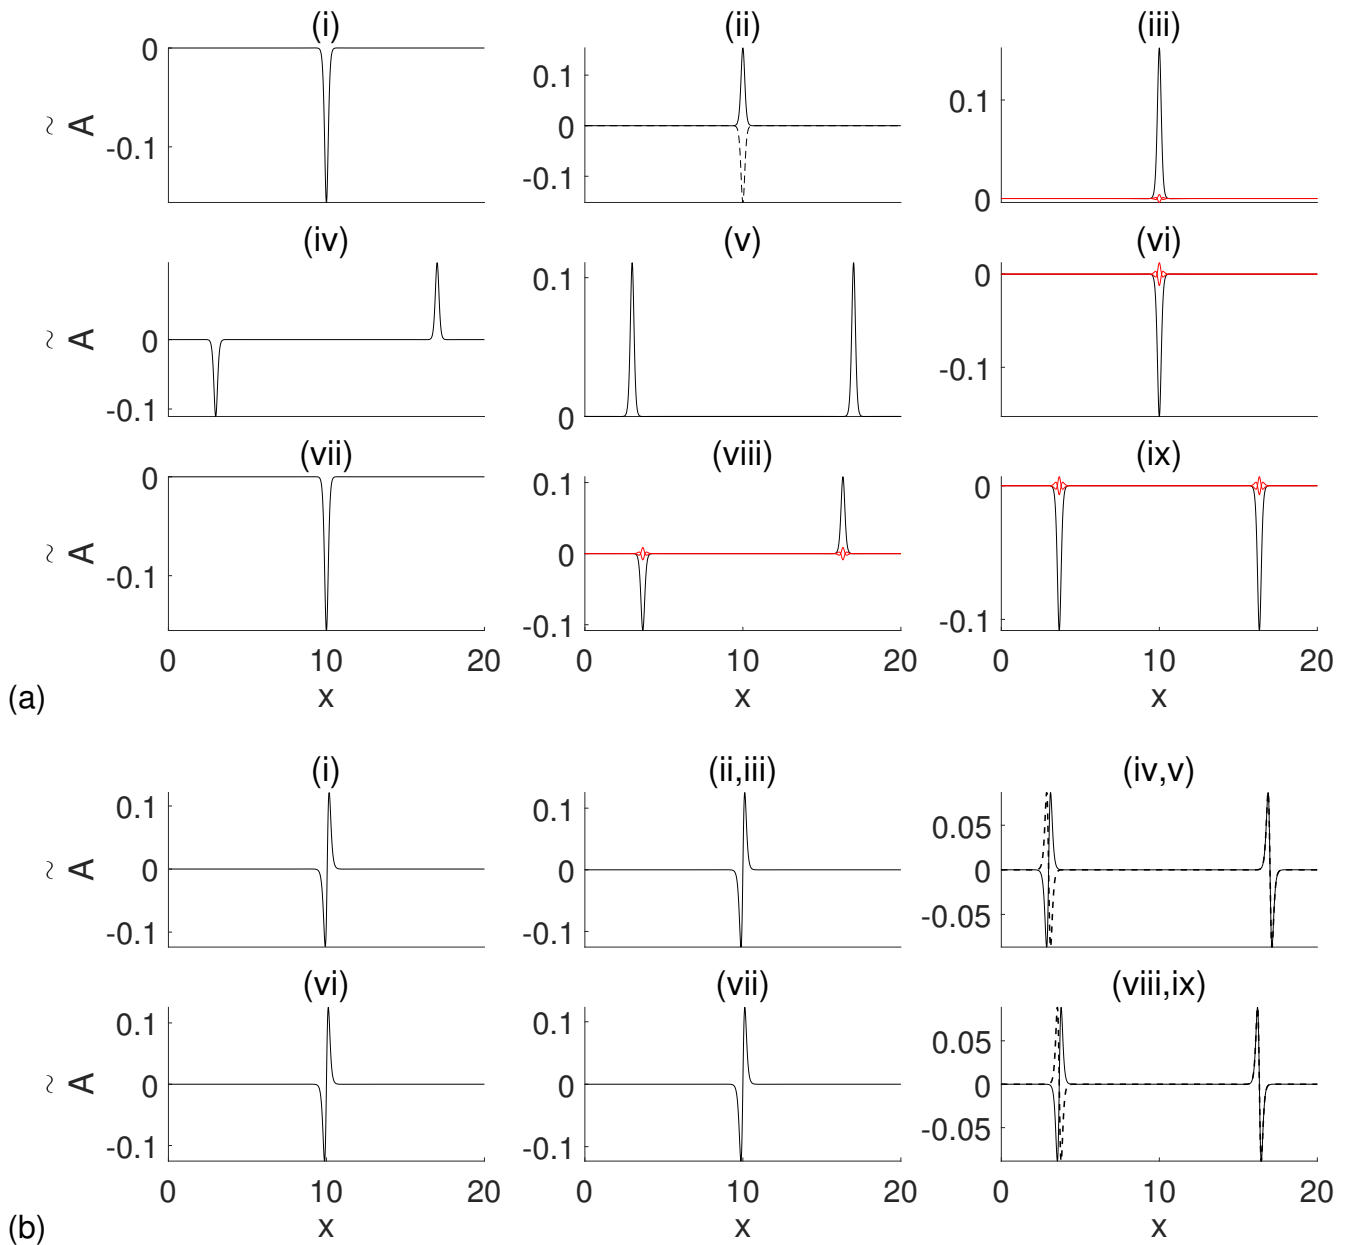 (i) (ii) (iii)
0 0.1 0.1
~ A 0
-0.1 -0.1 0
(iv) (v) (vi)
0.1 0
~ A 0
-0.1 0 -0.1
(vii) (viii) (ix)
0 0.1 0
~ A 0
-0.1 -0.1 -0.1
0 10 20 0 10 20 0 10 20
x x x
(a)
(i) (ii,iii) (iv,v)
0.1 0.1 0.05
~ A 0 0 0
-0.1 -0.1 -0.05
(vi) (vii) (viii,ix)
0.1 0.1 0.05
~ A 0 0 0
-0.1 -0.1 -0.05
0 10 20 0 10 20 0 10 20
x x x
(b)